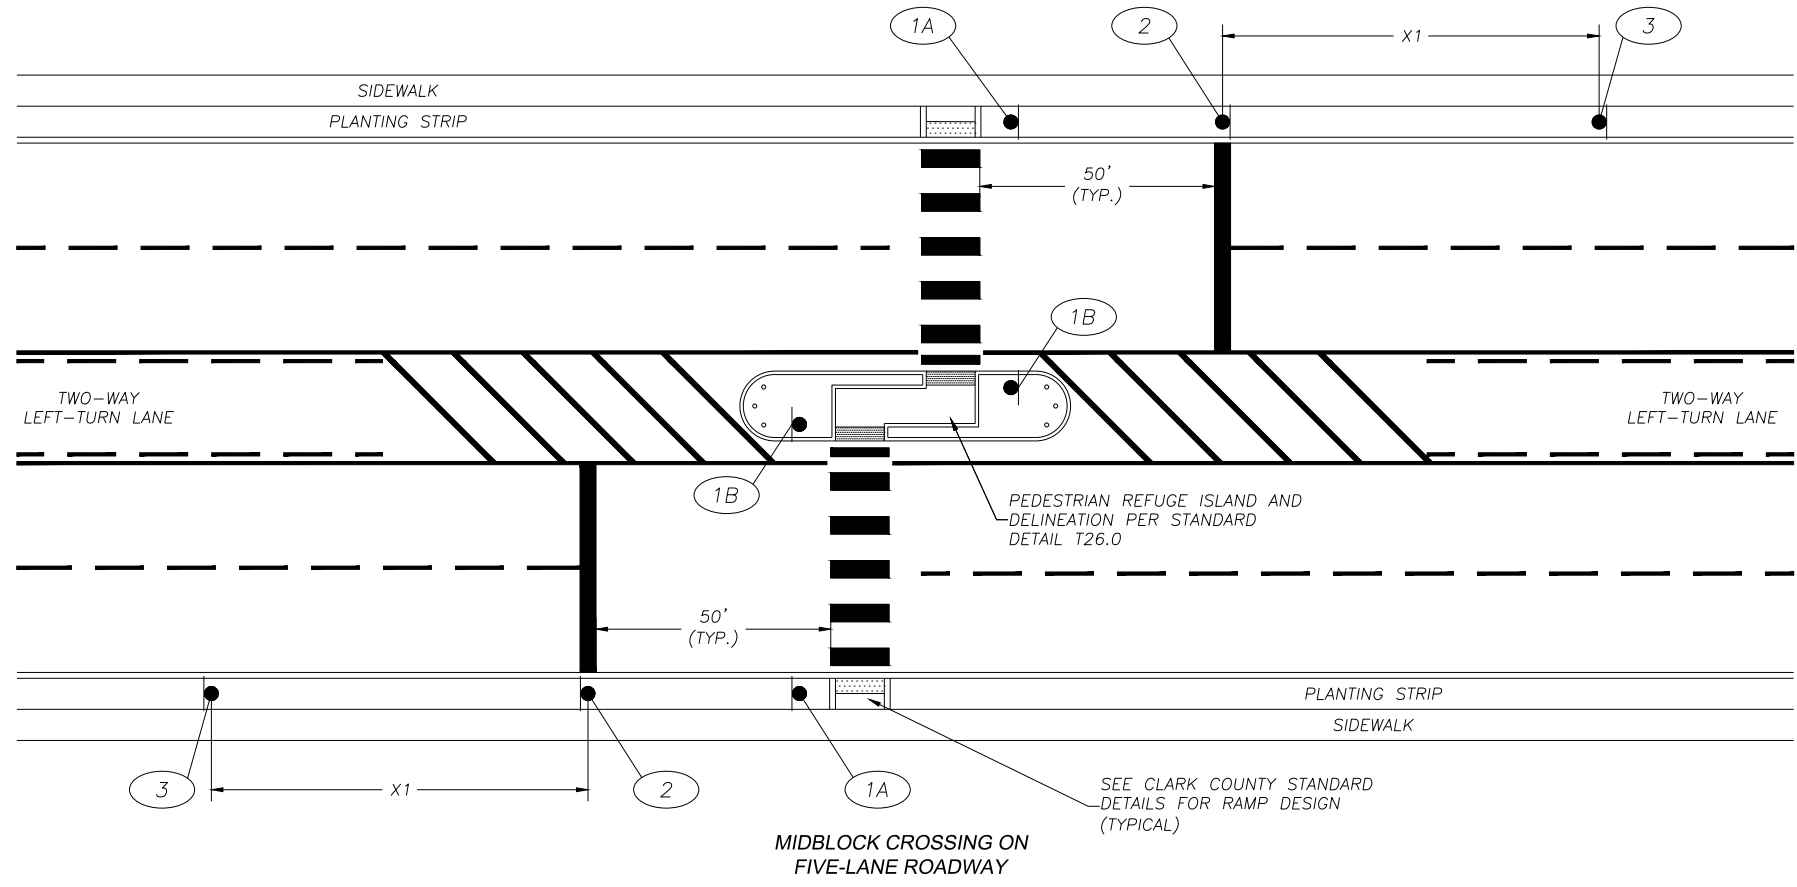 1A
2
X1
3
SIDEWALK
PLANTING STRIP
50'
(TYP.)
1B
TWO-WAY
LEFT-TURN LANE
TWO-WAY
LEFT-TURN LANE
1B
PEDESTRIAN REFUGE ISLAND AND
DELINEATION PER STANDARD
DETAIL T26.0
50'
(TYP.)
PLANTING STRIP
SIDEWALK
3
X1
2
1A
SEE CLARK COUNTY STANDARD
DETAILS FOR RAMP DESIGN
(TYPICAL)
MIDBLOCK CROSSING ON
FIVE-LANE ROADWAY